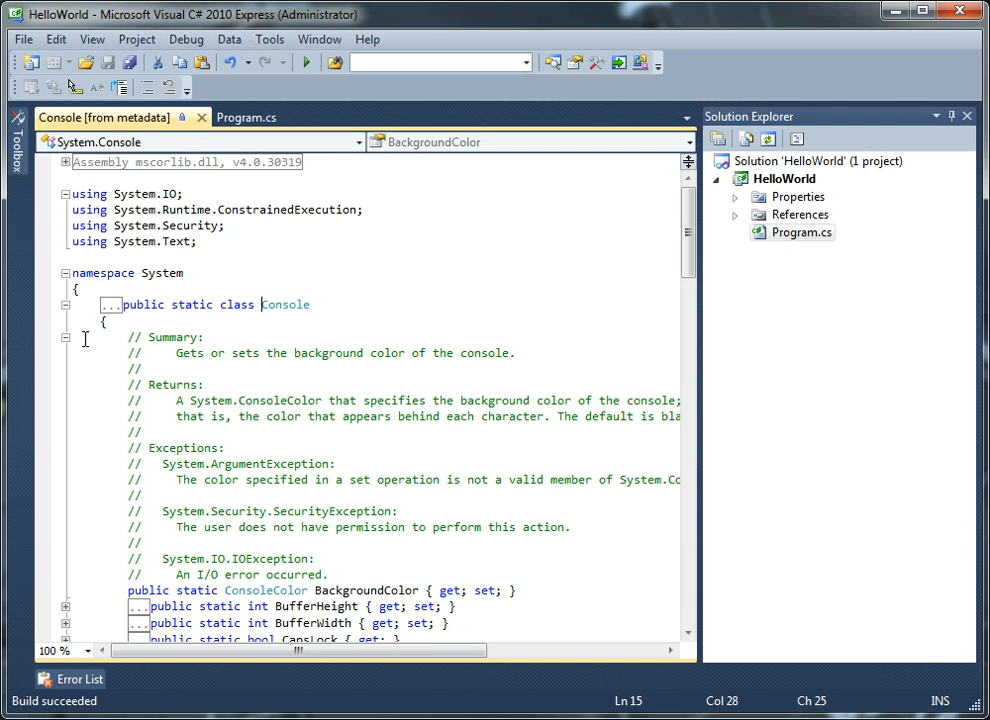 HelloWorld - Microsoft Visual C# 2010 Express (Administrator)
File Edit View Project Debug Data Tools Window Help
Console [from metadata] Program.cs
System.Console BackgroundColor
Toolbox
Assembly mscorlib.dll, v4.0.30319
using System.IO;
using System.Runtime.ConstrainedExecution;
using System.Security;
using System.Text;
namespace System
{
...public static class Console
{
// Summary:
// Gets or sets the background color of the console.
//
// Returns:
// A System.ConsoleColor that specifies the background color of the console;
// that is, the color that appears behind each character. The default is bla
//
// Exceptions:
// System.ArgumentException:
// The color specified in a set operation is not a valid member of System.Co
//
// System.Security.SecurityException:
// The user does not have permission to perform this action.
//
// System.IO.IOException:
// An I/O error occurred.
public static ConsoleColor BackgroundColor { get; set; }
...public static int BufferHeight { get; set; }
...public static int BufferWidth { get; set; }
...public static bool CapsLock { get; }
100 %
Solution Explorer
Solution 'HelloWorld' (1 project)
HelloWorld
Properties
References
Program.cs
Error List
Build succeeded Ln 15 Col 28 Ch 25 INS